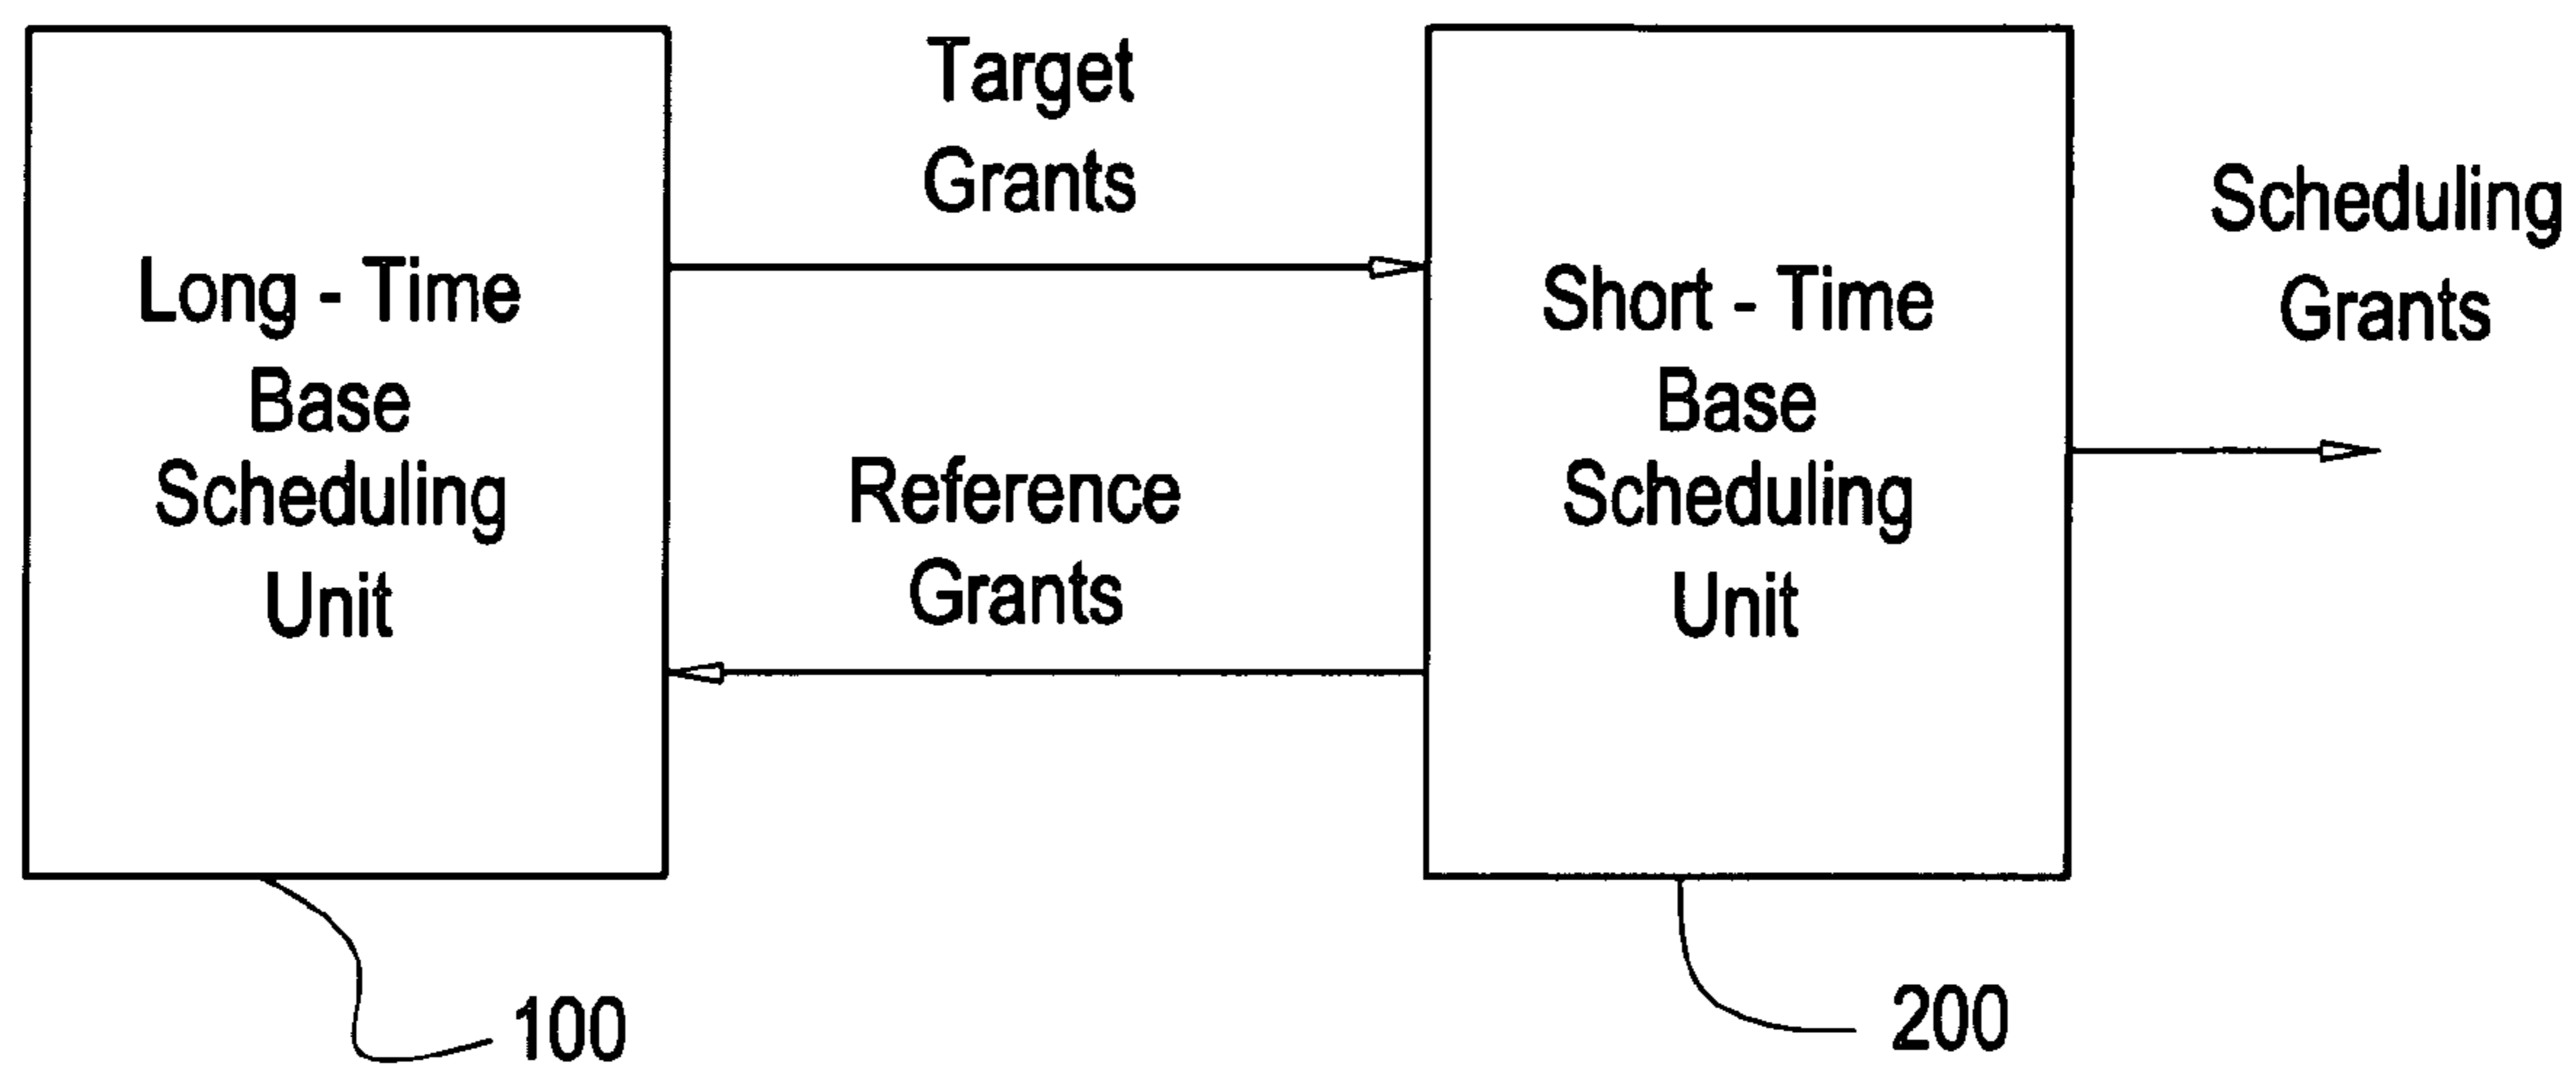 Long - Time
Base
Scheduling
Unit
Target
Grants
Reference
Grants
Short - Time
Base
Scheduling
Unit
Scheduling
Grants
100
200